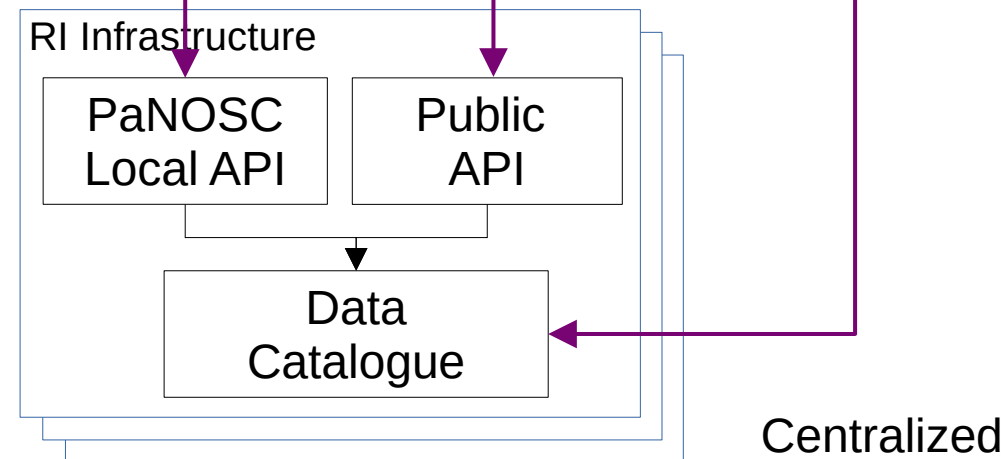 RI Infrastructure
PaNOSC
Local API
Public
API
Data
Catalogue
Centralized